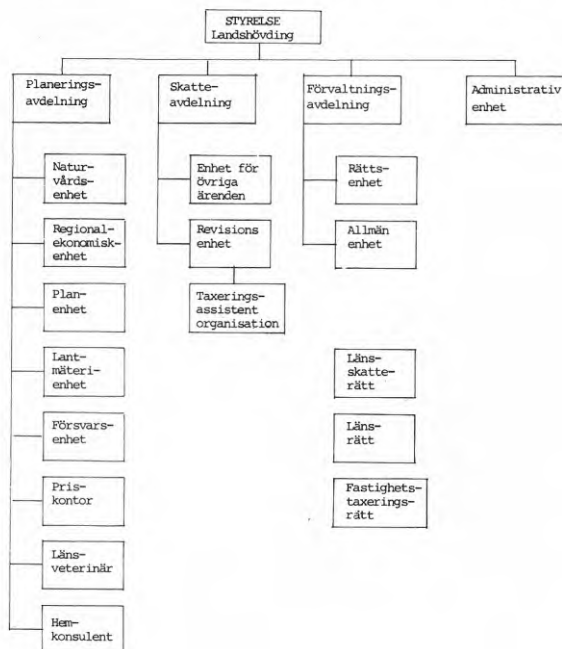 STYRELSE
Landshövding
Planerings-
avdelning
Skatte-
avdelning
Förvaltnings-
avdelning
Administrativ
enhet
Natur-
vårds-
enhet
Regional-
ekonomisk-
enhet
Plan-
enhet
Lant-
mäteri-
enhet
Försvars-
enhet
Pris-
kontor
Läns-
veterinär
Hem-
konsulent
Enhet för
övriga
ärenden
Revisions
enhet
Taxerings-
assistent
organisation
Rätts-
enhet
Allmän
enhet
Läns-
skatte-
rätt
Läns-
rätt
Fastighets-
taxerings-
rätt